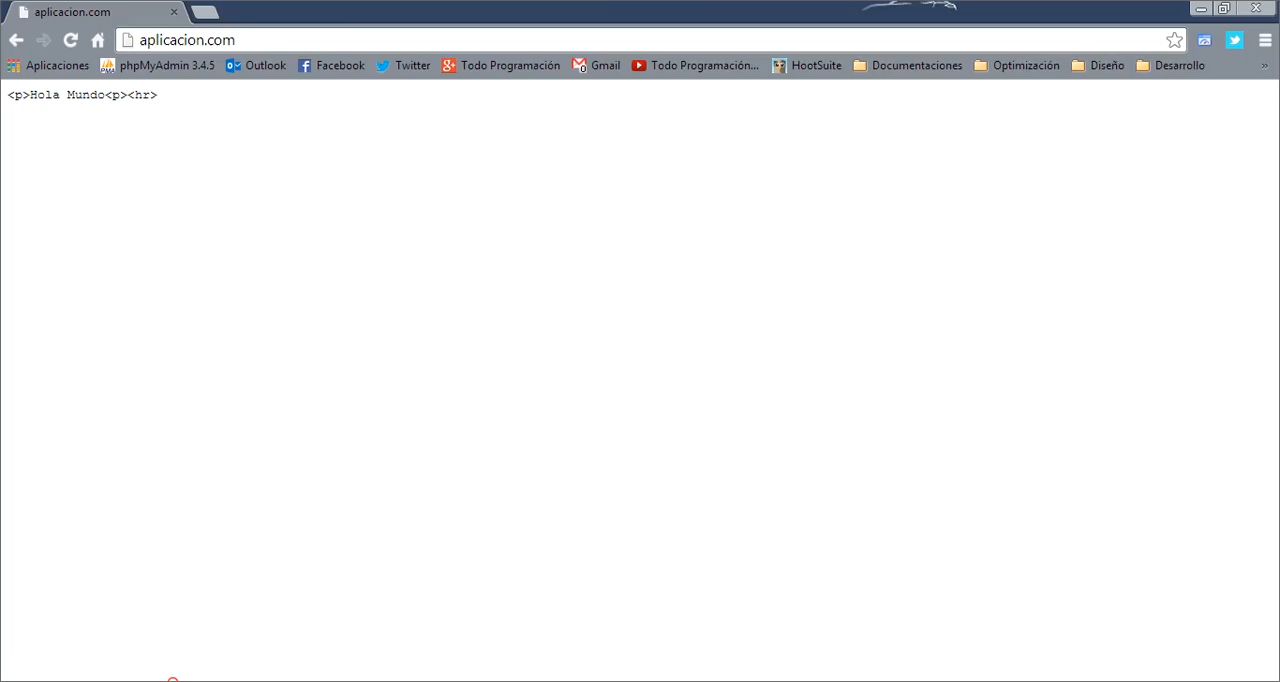 aplicacion.com
aplicacion.com
Aplicaciones phpMyAdmin 3.4.5 Outlook Facebook Twitter Todo Programación Gmail Todo Programación... HootSuite Documentaciones Optimización Diseño Desarrollo »
<p>Hola Mundo<p><hr>